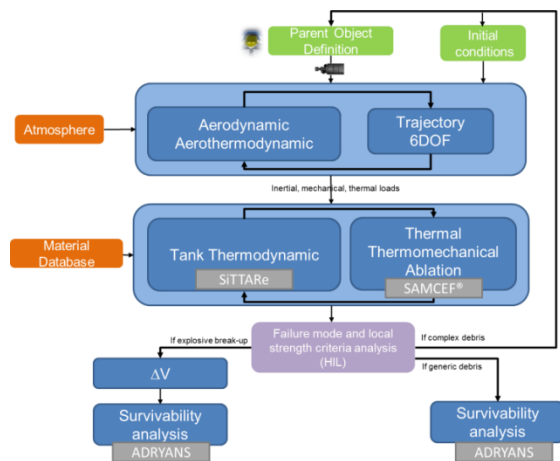 Parent Object
Definition
Initial
conditions
Atmosphere
Aerodynamic
Aerothermodynamic
Trajectory
6DOF
Inertial, mechanical, thermal loads
Material
Database
Tank Thermodynamic
SiTTARe
Thermal
Thermomechanical
Ablation
SAMCEF®
If explosive break-up
Failure mode and local
strength criteria analysis
(HIL)
If complex debris
If generic debris
ΔV
Survivability
analysis
ADRYANS
Survivability
analysis
ADRYANS